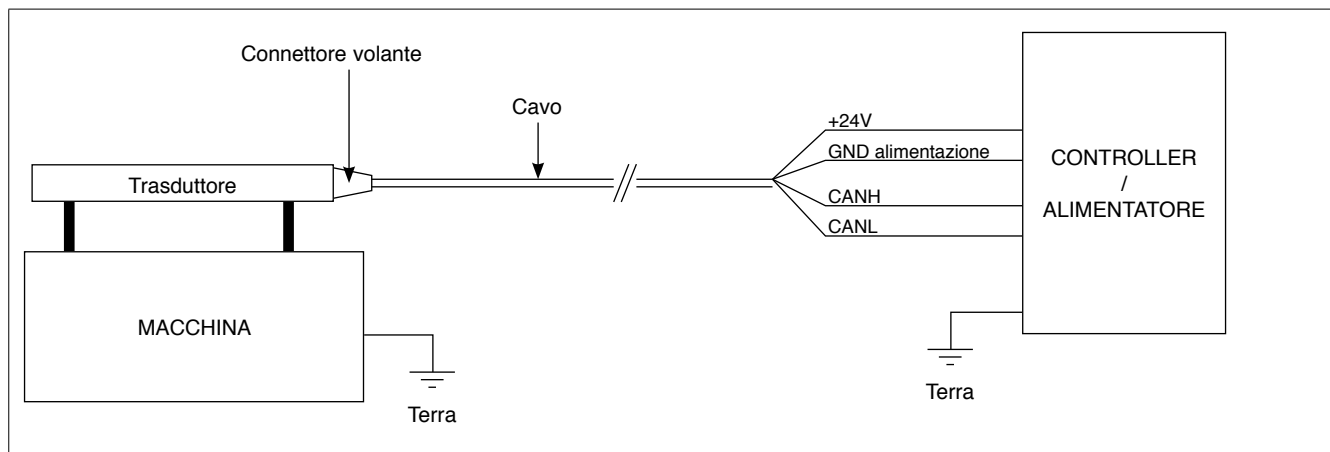 Connettore volante
Cavo
Trasduttore
MACCHINA
Terra
+24V
GND alimentazione
CANH
CANL
CONTROLLER
/
ALIMENTATORE
Terra